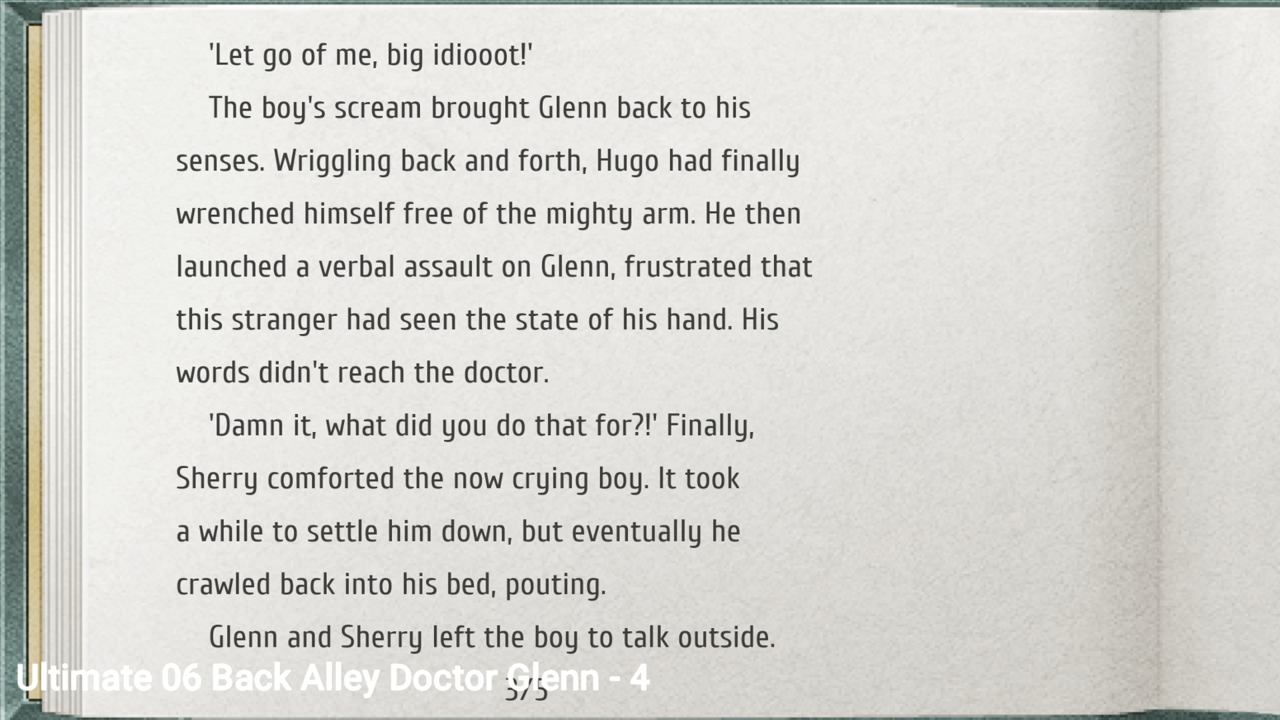 'Let go of me, big idiooot!'
The boy's scream brought Glenn back to his
senses. Wriggling back and forth, Hugo had finally
wrenched himself free of the mighty arm. He then
launched a verbal assault on Glenn, frustrated that
this stranger had seen the state of his hand. His
words didn't reach the doctor.
'Damn it, what did you do that for?!' Finally,
Sherry comforted the now crying boy. It took
a while to settle him down, but eventually he
crawled back into his bed, pouting.
Glenn and Sherry left the boy to talk outside.
Ultimate 06 Back Alley Doctor Glenn - 4
3/5